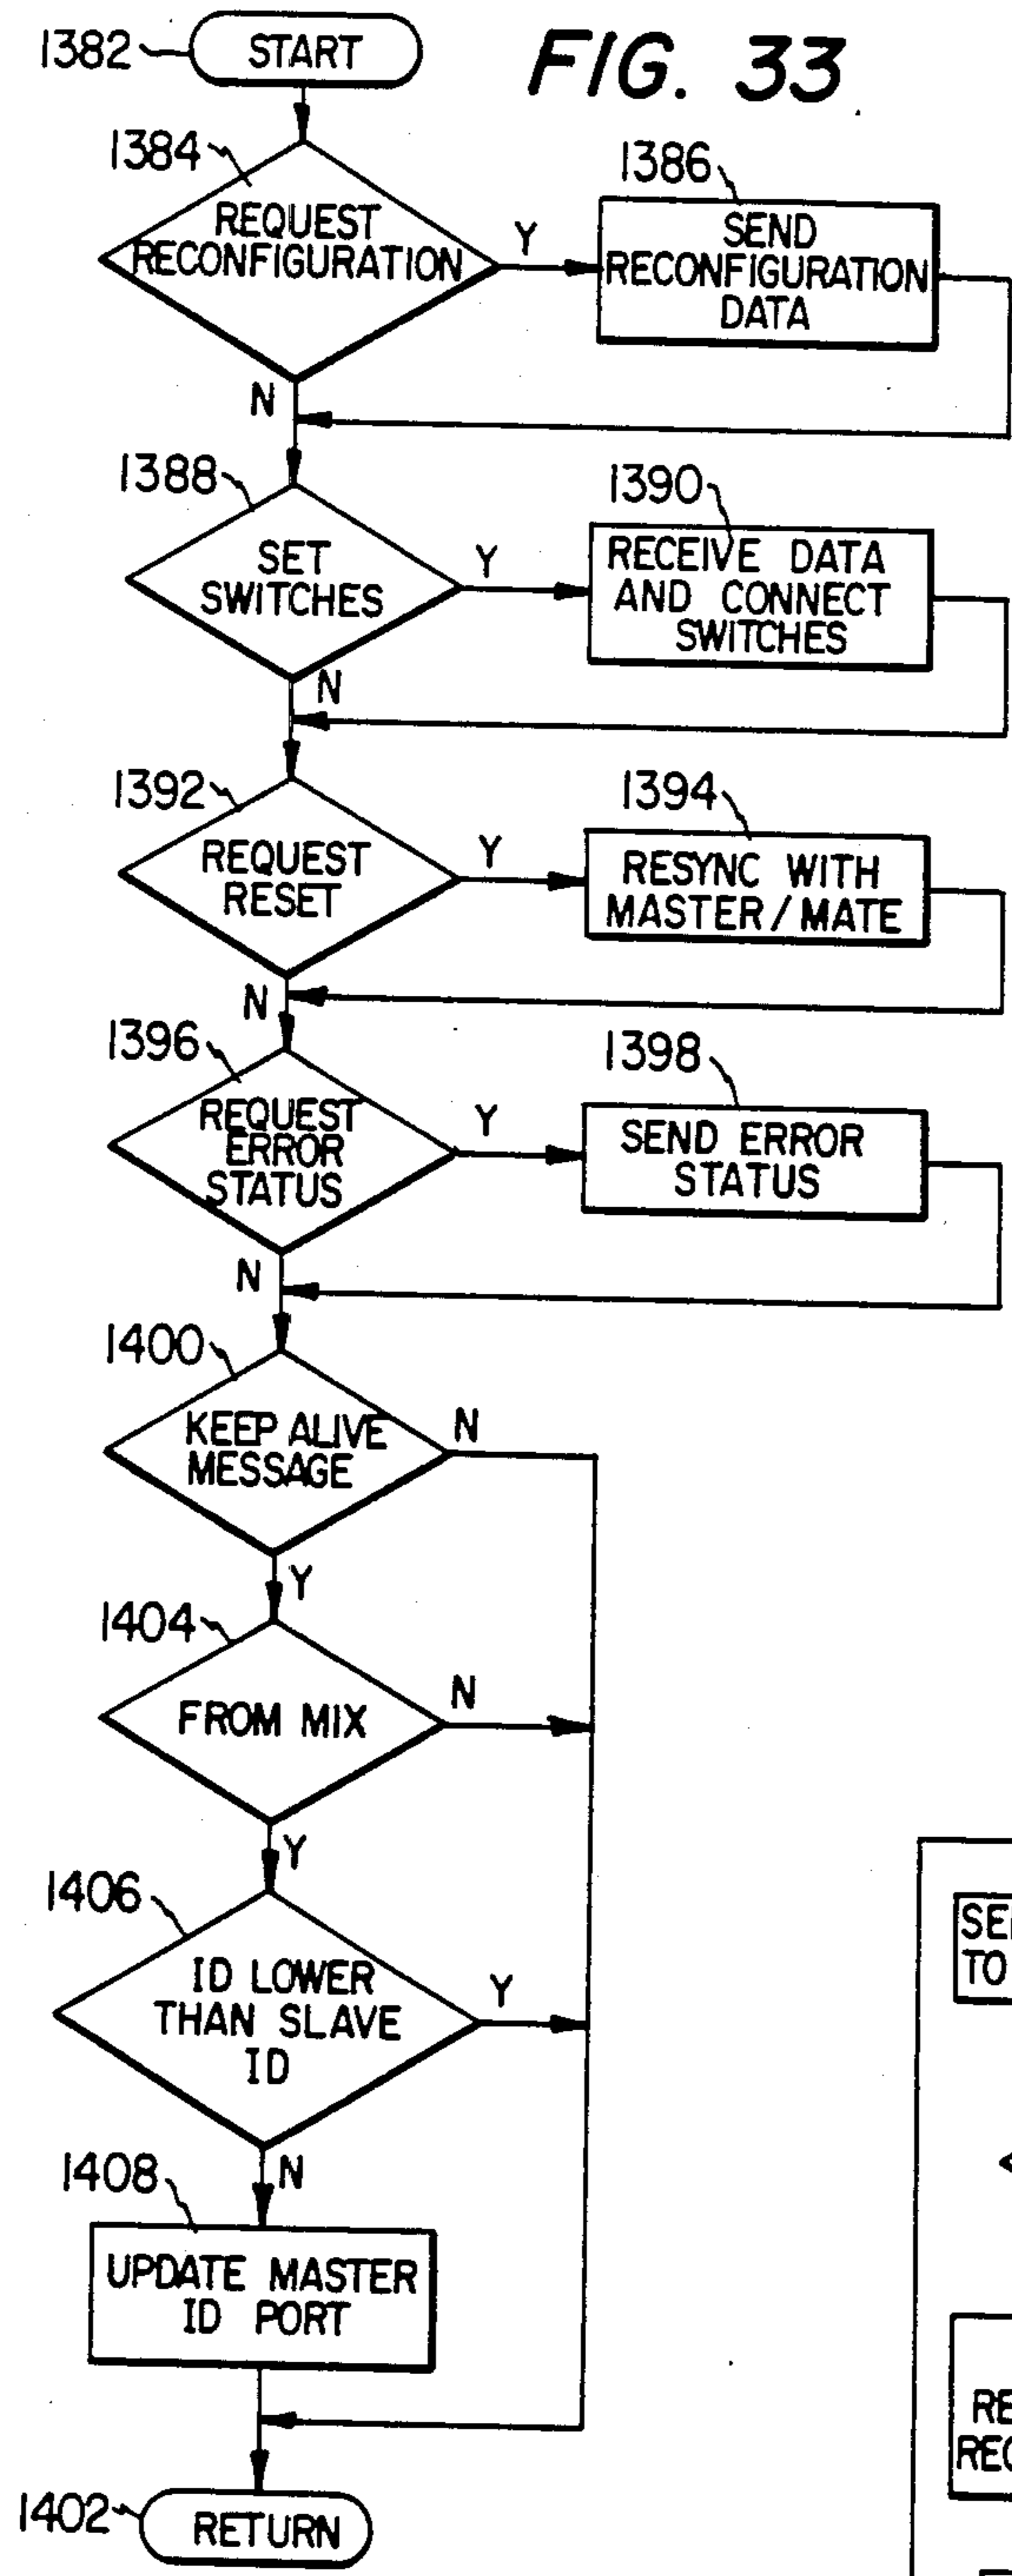 1382
START
FIG. 33
1384
REQUEST
RECONFIGURATION
Y
N
1386
SEND
RECONFIGURATION
DATA
1388
SET
SWITCHES
Y
N
1390
RECEIVE DATA
AND CONNECT
SWITCHES
1392
REQUEST
RESET
Y
N
1394
RESYNC WITH
MASTER/MATE
1396
REQUEST
ERROR
STATUS
Y
N
1398
SEND ERROR
STATUS
1400
KEEP ALIVE
MESSAGE
N
Y
1404
FROM MIX
N
Y
1406
ID LOWER
THAN SLAVE
ID
Y
N
1408
UPDATE MASTER
ID PORT
1402
RETURN
TO